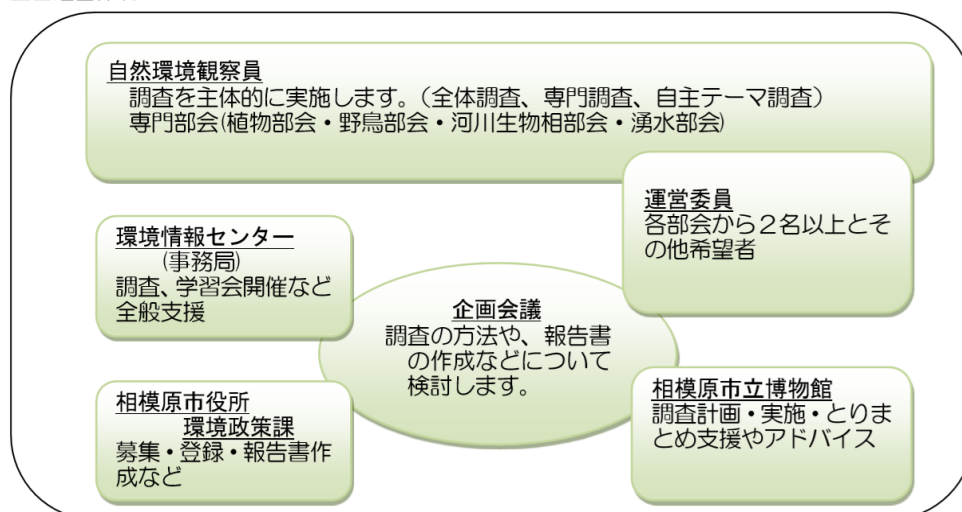 自然環境観察員
調査を主体的に実施します。（全体調査、専門調査、自主テーマ調査）
専門部会(植物部会・野鳥部会・河川生物相部会・湧水部会)
運営委員
各部会から２名以上とそ
の他希望者
環境情報センター
(事務局)
調査、学習会開催など
全般支援
企画会議
調査の方法や、報告書
の作成などについて
検討します。
相模原市役所
環境政策課
募集・登録・報告書作
成など
相模原市立博物館
調査計画・実施・とりま
とめ支援やアドバイス